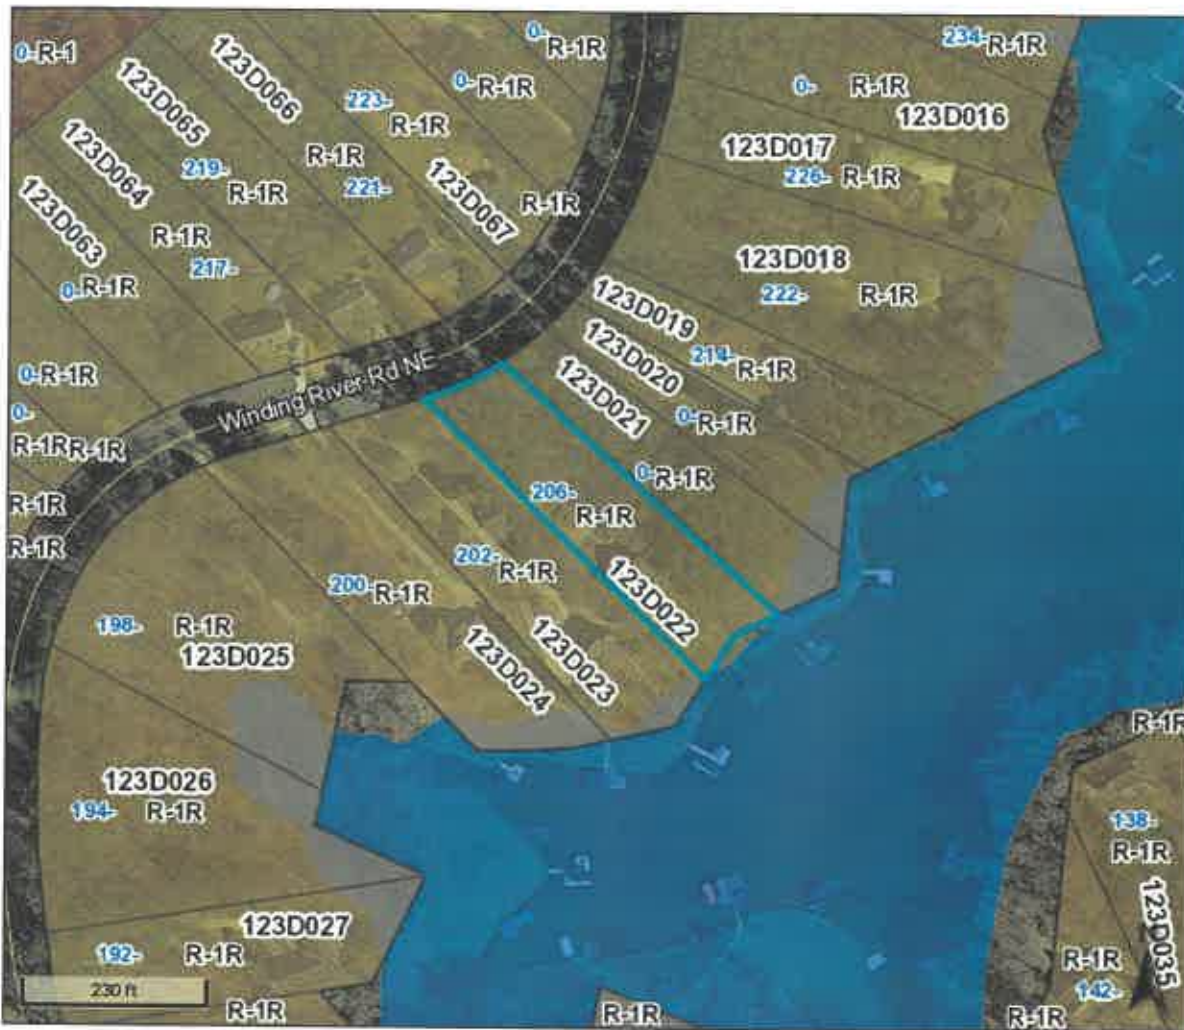 0-R-1
0-
R-1R
0-R-1R
234-R-1R
0- R-1R
123D016
123D066
223-
R-1R
123D065
R-1R
221-
219-
R-1R
123D067
R-1R
123D064
R-1R
217-
123D063
0-R-1R
123D017
226- R-1R
123D018
222- R-1R
123D019
214-R-1R
123D020
0-R-1R
123D021
0-R-1R
0-R-1R
0-
R-1R
R-1R
R-1R
R-1R
Winding River Rd NE
206-
R-1R
123D022
202-R-1R
123D023
200-R-1R
123D024
198- R-1R
123D025
123D026
194- R-1R
123D027
192- R-1R
R-1R
R-1R
R-1R
138-
R-1R
123D035
R-1R
142-
R-1R
230 ft